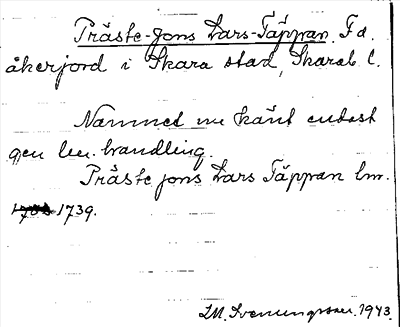 Präste-Jons Lars-Täppan. F.d.
åkerjord i Skara stad, Skarab. l.
Namnet nu känt endast
gen lm. handling.
Präste jons Lars Täppan lm.
1739.
I.M. Svenungsson. 1943.